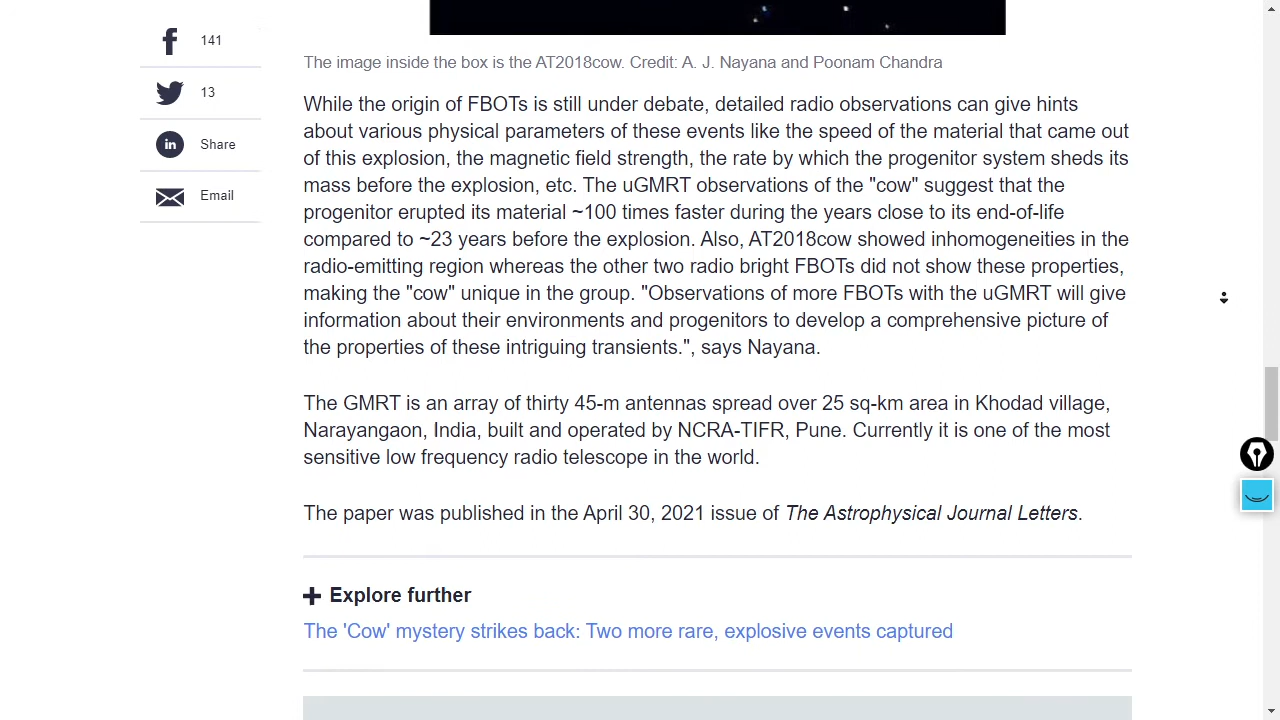 141
13
Share
Email
The image inside the box is the AT2018cow. Credit: A. J. Nayana and Poonam Chandra
While the origin of FBOTs is still under debate, detailed radio observations can give hints
about various physical parameters of these events like the speed of the material that came out
of this explosion, the magnetic field strength, the rate by which the progenitor system sheds its
mass before the explosion, etc. The uGMRT observations of the "cow" suggest that the
progenitor erupted its material ~100 times faster during the years close to its end-of-life
compared to ~23 years before the explosion. Also, AT2018cow showed inhomogeneities in the
radio-emitting region whereas the other two radio bright FBOTs did not show these properties,
making the "cow" unique in the group. "Observations of more FBOTs with the uGMRT will give
information about their environments and progenitors to develop a comprehensive picture of
the properties of these intriguing transients.", says Nayana.
The GMRT is an array of thirty 45-m antennas spread over 25 sq-km area in Khodad village,
Narayangaon, India, built and operated by NCRA-TIFR, Pune. Currently it is one of the most
sensitive low frequency radio telescope in the world.
The paper was published in the April 30, 2021 issue of The Astrophysical Journal Letters.
Explore further
The 'Cow' mystery strikes back: Two more rare, explosive events captured